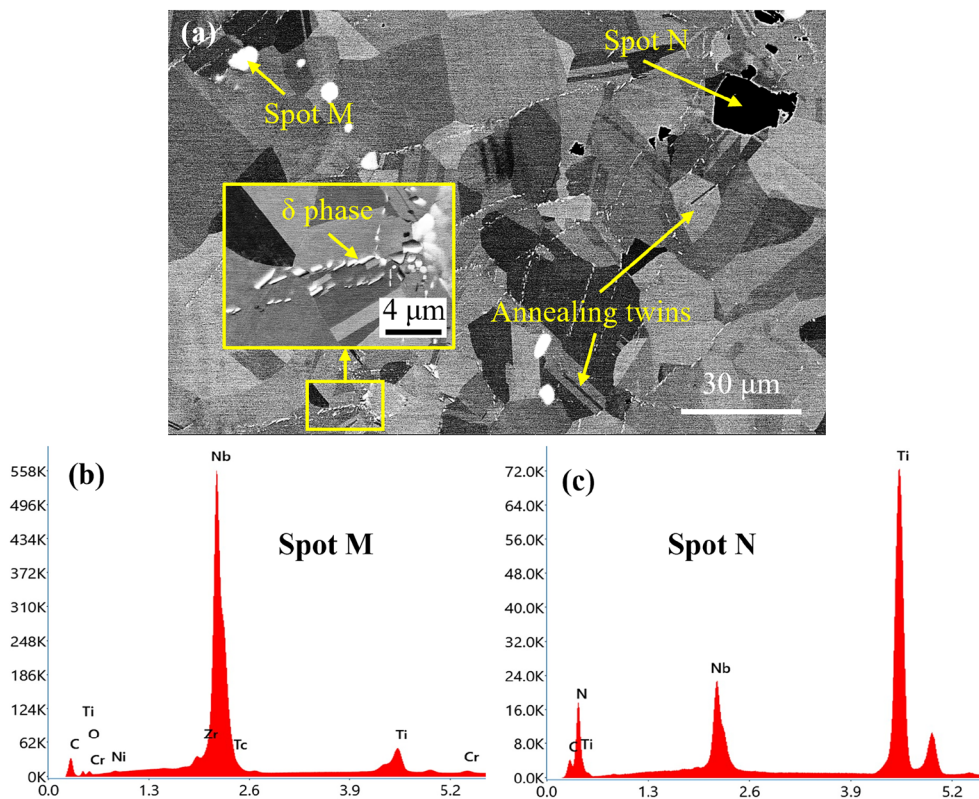 (a)
Spot N
Spot M
δ phase
4 μm
Annealing twins
30 μm
(b)
Spot M
558K
496K
434K
372K
310K
248K
186K
124K
62K
0K
Nb
Ti
C
O
Cr
Ni
Zr
Tc
Ti
Cr
0.0 1.3 2.6 3.9 5.2
(c)
Spot N
72.0K
64.0K
56.0K
48.0K
40.0K
32.0K
24.0K
16.0K
8.0K
0.0K
Ti
Nb
N
C
Ti
0.0 1.3 2.6 3.9 5.2